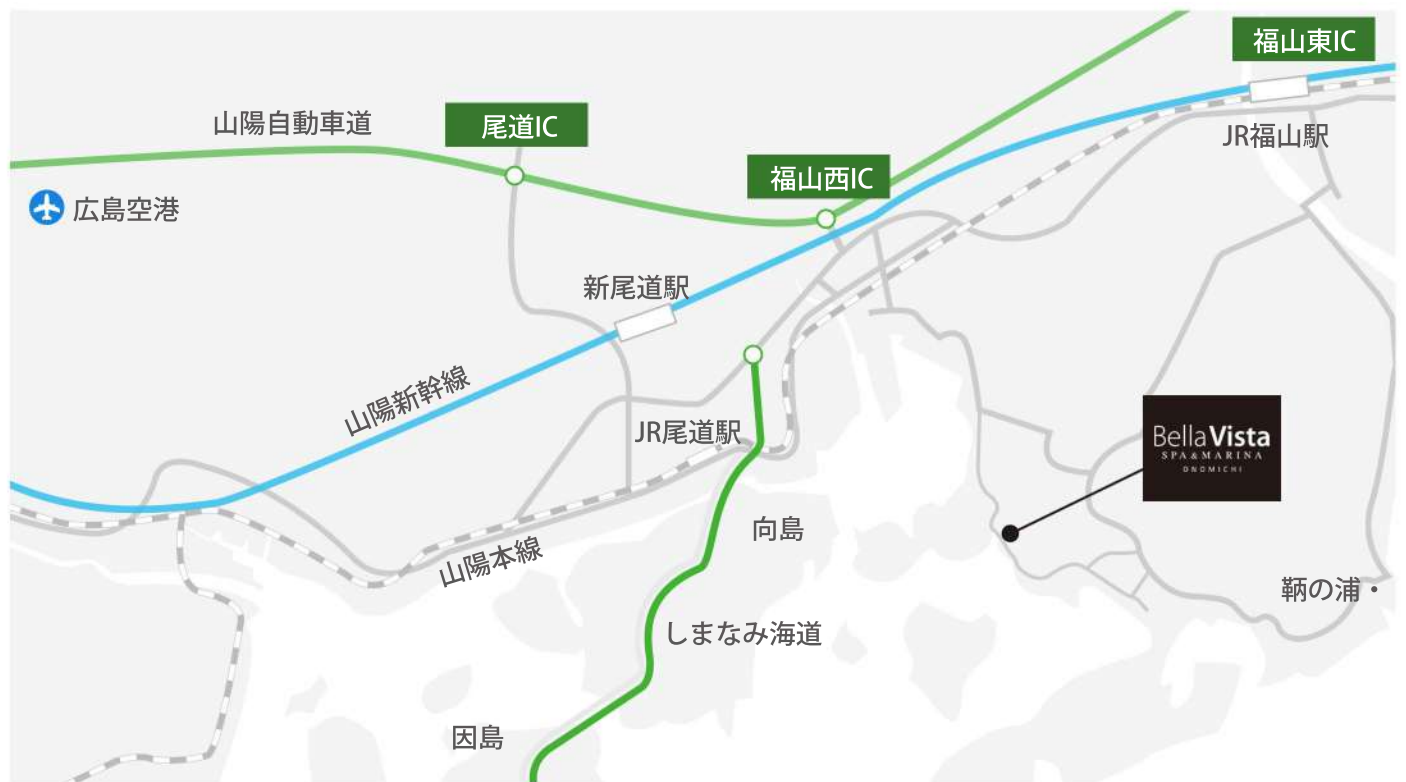 福山東IC
山陽自動車道
尾道IC
JR福山駅
福山西IC
広島空港
新尾道駅
山陽新幹線
JR尾道駅
BellaVista
SPA & MARINA
ONOMICHI
向島
山陽本線
鞆の浦・
しまなみ海道
因島